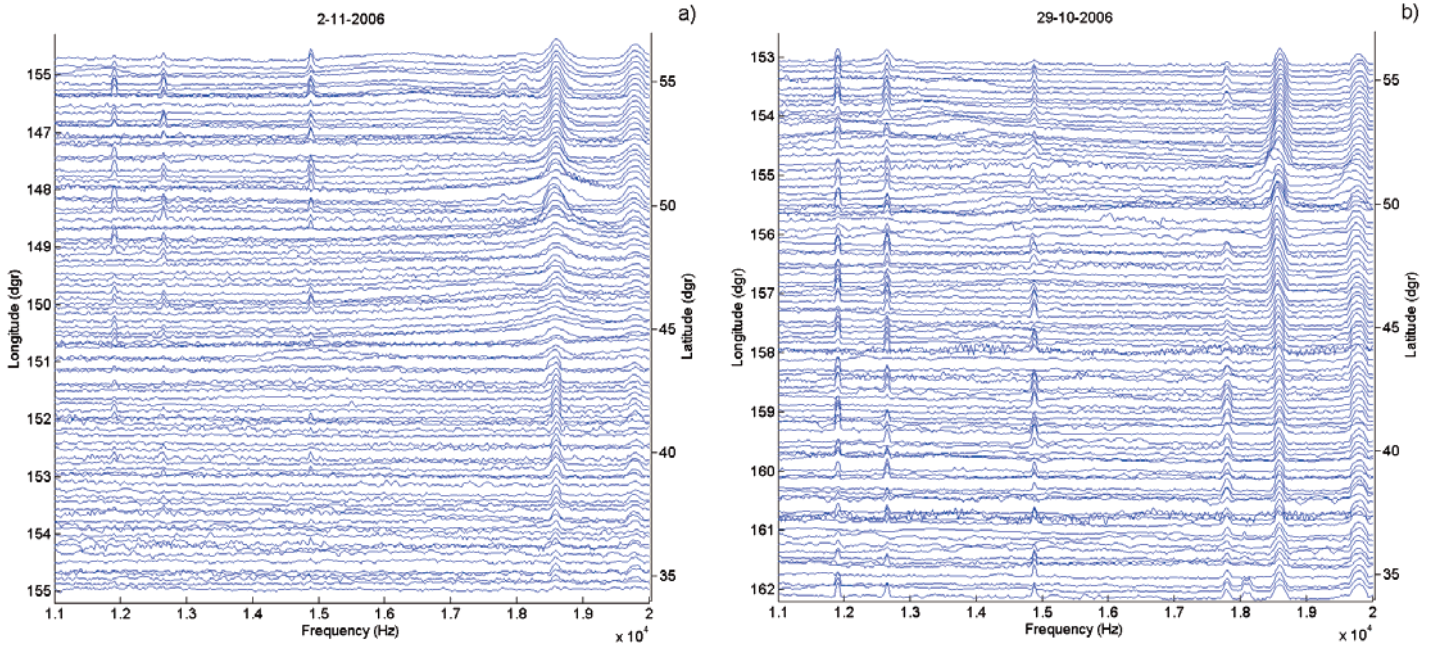 2-11-2006
a)
155
147
148
149
150
151
152
153
154
155
Longitude (dgr)
55
50
45
40
35
Latitude (dgr)
1.1 1.2 1.3 1.4 1.5 1.6 1.7 1.8 1.9 20
Frequency (Hz)
x 10^4
29-10-2006
b)
153
154
155
156
157
158
159
160
161
162
Longitude (dgr)
55
50
45
40
35
Latitude (dgr)
1.1 1.2 1.3 1.4 1.5 1.6 1.7 1.8 1.9 20
Frequency (Hz)
x 10^4